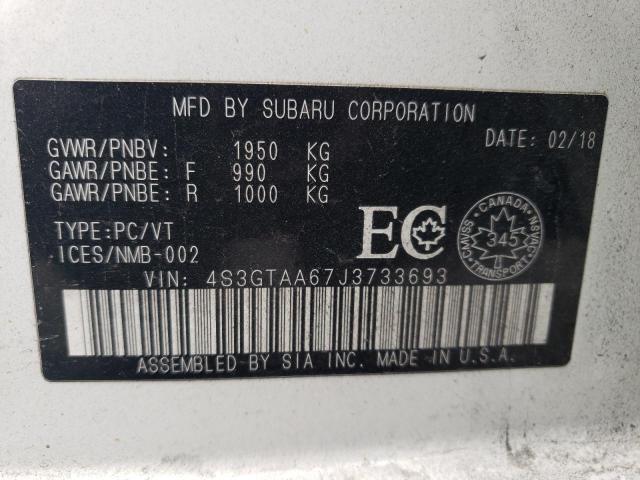 MFD BY SUBARU CORPORATION
DATE: 02/18
GVWR/PNBV: 1950 KG
GAWR/PNBE: F 990 KG
GAWR/PNBE: R 1000 KG
TYPE:PC/VT
ICES/NMB-002
EC
CANADA
CMVSS 345 NSVAC
TRANSPORT
VIN: 4S3GTAA67J3733693
ASSEMBLED BY SIA INC. MADE IN U.S.A.